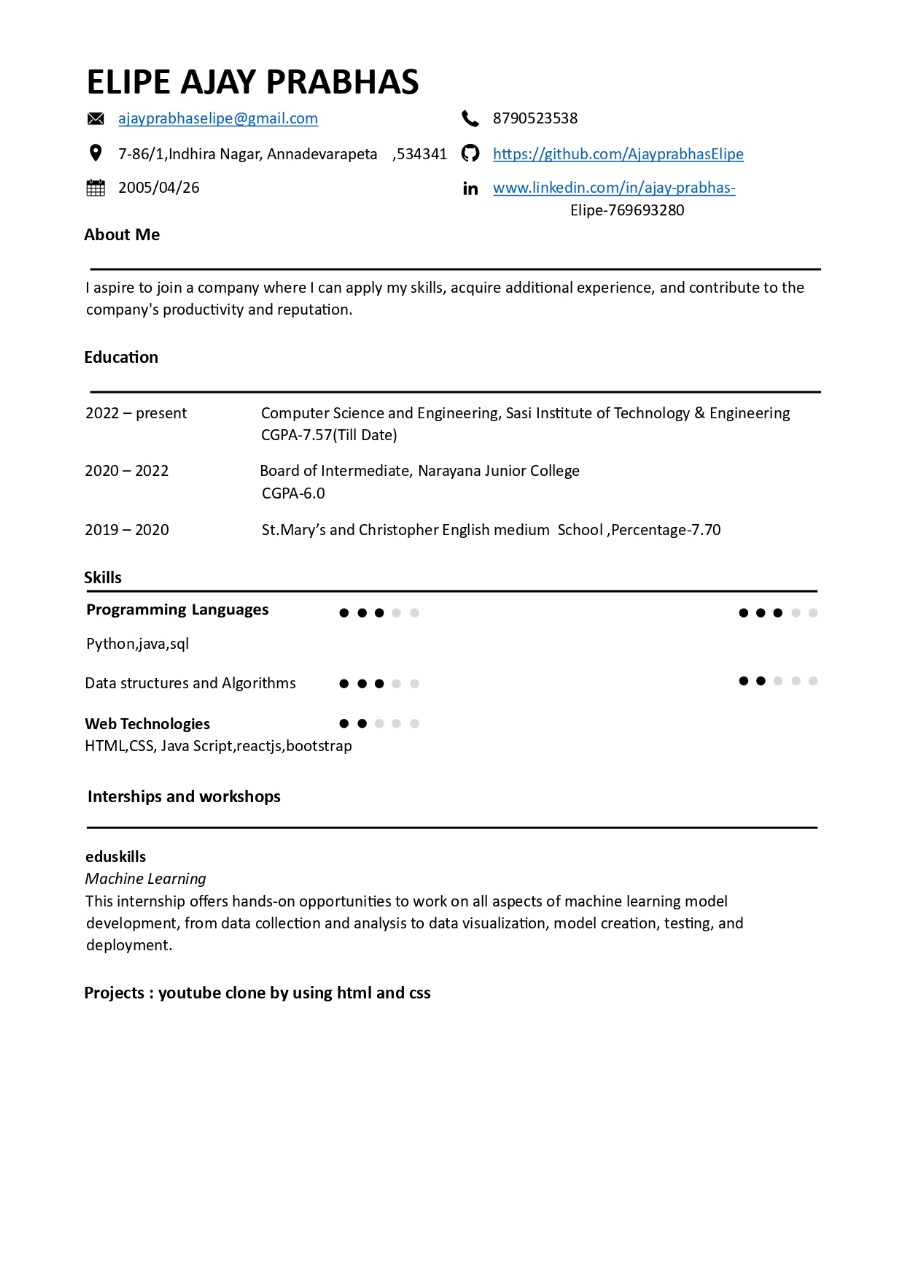 ELIPE AJAY PRABHAS
ajayprabhaselipe@gmail.com
8790523538
7-86/1,Indhira Nagar, Annadevarapeta ,534341
https://github.com/AjayprabhasElipe
2005/04/26
www.linkedin.com/in/ajay-prabhas-
Elipe-769693280
About Me
I aspire to join a company where I can apply my skills, acquire additional experience, and contribute to the
company's productivity and reputation.
Education
2022 – present Computer Science and Engineering, Sasi Institute of Technology & Engineering
CGPA-7.57(Till Date)
2020 – 2022 Board of Intermediate, Narayana Junior College
CGPA-6.0
2019 – 2020 St.Mary’s and Christopher English medium School ,Percentage-7.70
Skills
Programming Languages
Python,java,sql
Data structures and Algorithms
Web Technologies
HTML,CSS, Java Script,reactjs,bootstrap
Interships and workshops
eduskills
Machine Learning
This internship offers hands-on opportunities to work on all aspects of machine learning model
development, from data collection and analysis to data visualization, model creation, testing, and
deployment.
Projects : youtube clone by using html and css